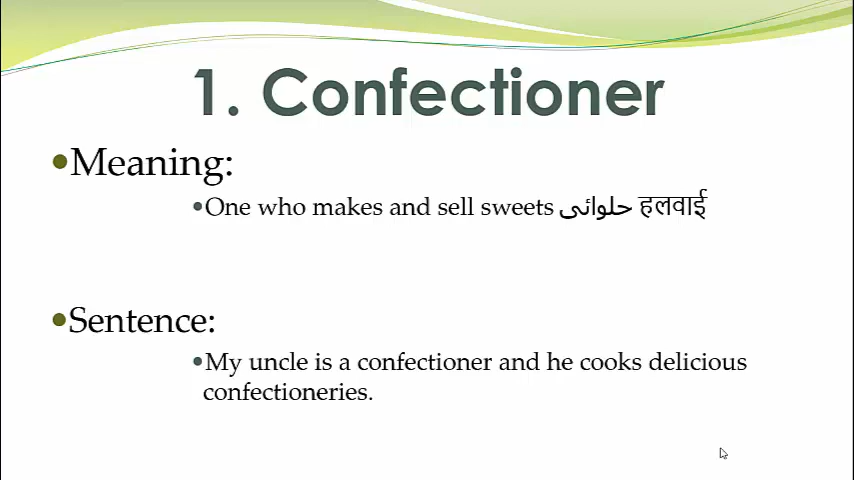 1. Confectioner
•Meaning:
•One who makes and sell sweets حلوائی हलवाई
•Sentence:
•My uncle is a confectioner and he cooks delicious
confectioneries.